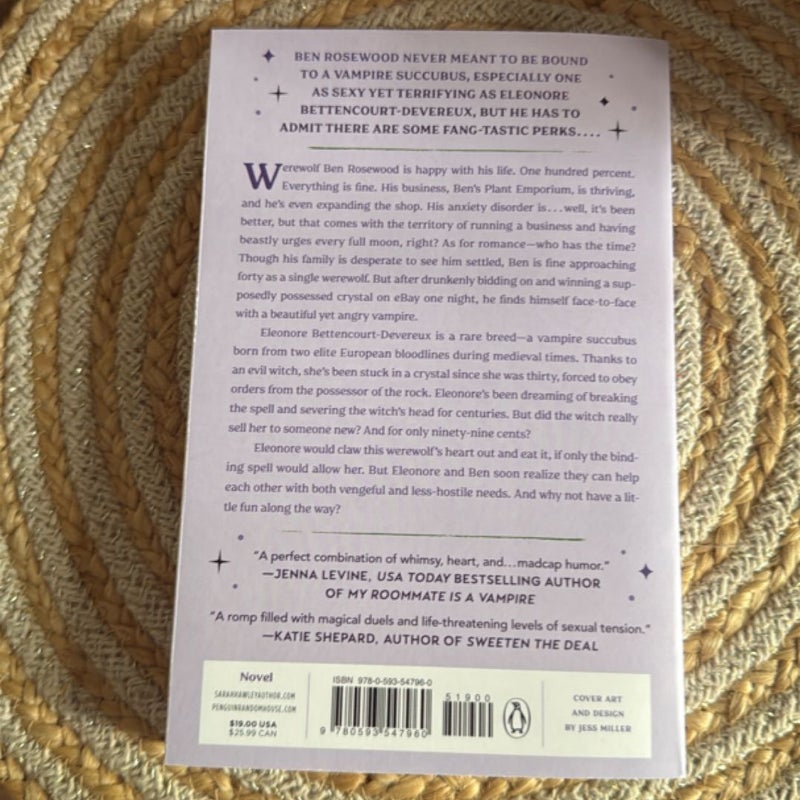 BEN ROSEWOOD NEVER MEANT TO BE BOUND
TO A VAMPIRE SUCCUBUS, ESPECIALLY ONE
AS SEXY YET TERRIFYING AS ELEONORE
BETTENCOURT-DEVEREUX, BUT HE HAS TO
ADMIT THERE ARE SOME FANG-TASTIC PERKS....
Werewolf Ben Rosewood is happy with his life. One hundred percent.
Everything is fine. His business, Ben's Plant Emporium, is thriving,
and he's even expanding the shop. His anxiety disorder is...well, it's been
better, but that comes with the territory of running a business and having
beastly urges every full moon, right? As for romance—who has the time?
Though his family is desperate to see him settled, Ben is fine approaching
forty as a single werewolf. But after drunkenly bidding on and winning a sup-
posedly possessed crystal on eBay one night, he finds himself face-to-face
with a beautiful yet angry vampire.
Eleonore Bettencourt-Devereux is a rare breed—a vampire succubus
born from two elite European bloodlines during medieval times. Thanks to
an evil witch, she's been stuck in a crystal since she was thirty, forced to obey
orders from the possessor of the rock. Eleonore's been dreaming of breaking
the spell and severing the witch's head for centuries. But did the witch really
sell her to someone new? And for only ninety-nine cents?
Eleonore would claw this werewolf's heart out and eat it, if only the bind-
ing spell would allow her. But Eleonore and Ben soon realize they can help
each other with both vengeful and less-hostile needs. And why not have a lit-
tle fun along the way?
"A perfect combination of whimsy, heart, and...madcap humor."
—JENNA LEVINE, USA TODAY BESTSELLING AUTHOR
OF MY ROOMMATE IS A VAMPIRE
"A romp filled with magical duels and life-threatening levels of sexual tension."
—KATIE SHEPARD, AUTHOR OF SWEETEN THE DEAL
Novel
SARAHHAWLEYAUTHOR.COM
PENGUINRANDOMHOUSE.COM
$19.00 USA
$25.99 CAN
ISBN 978-0-593-54796-0
51900
9 780593 547960
COVER ART
AND DESIGN
BY JESS MILLER